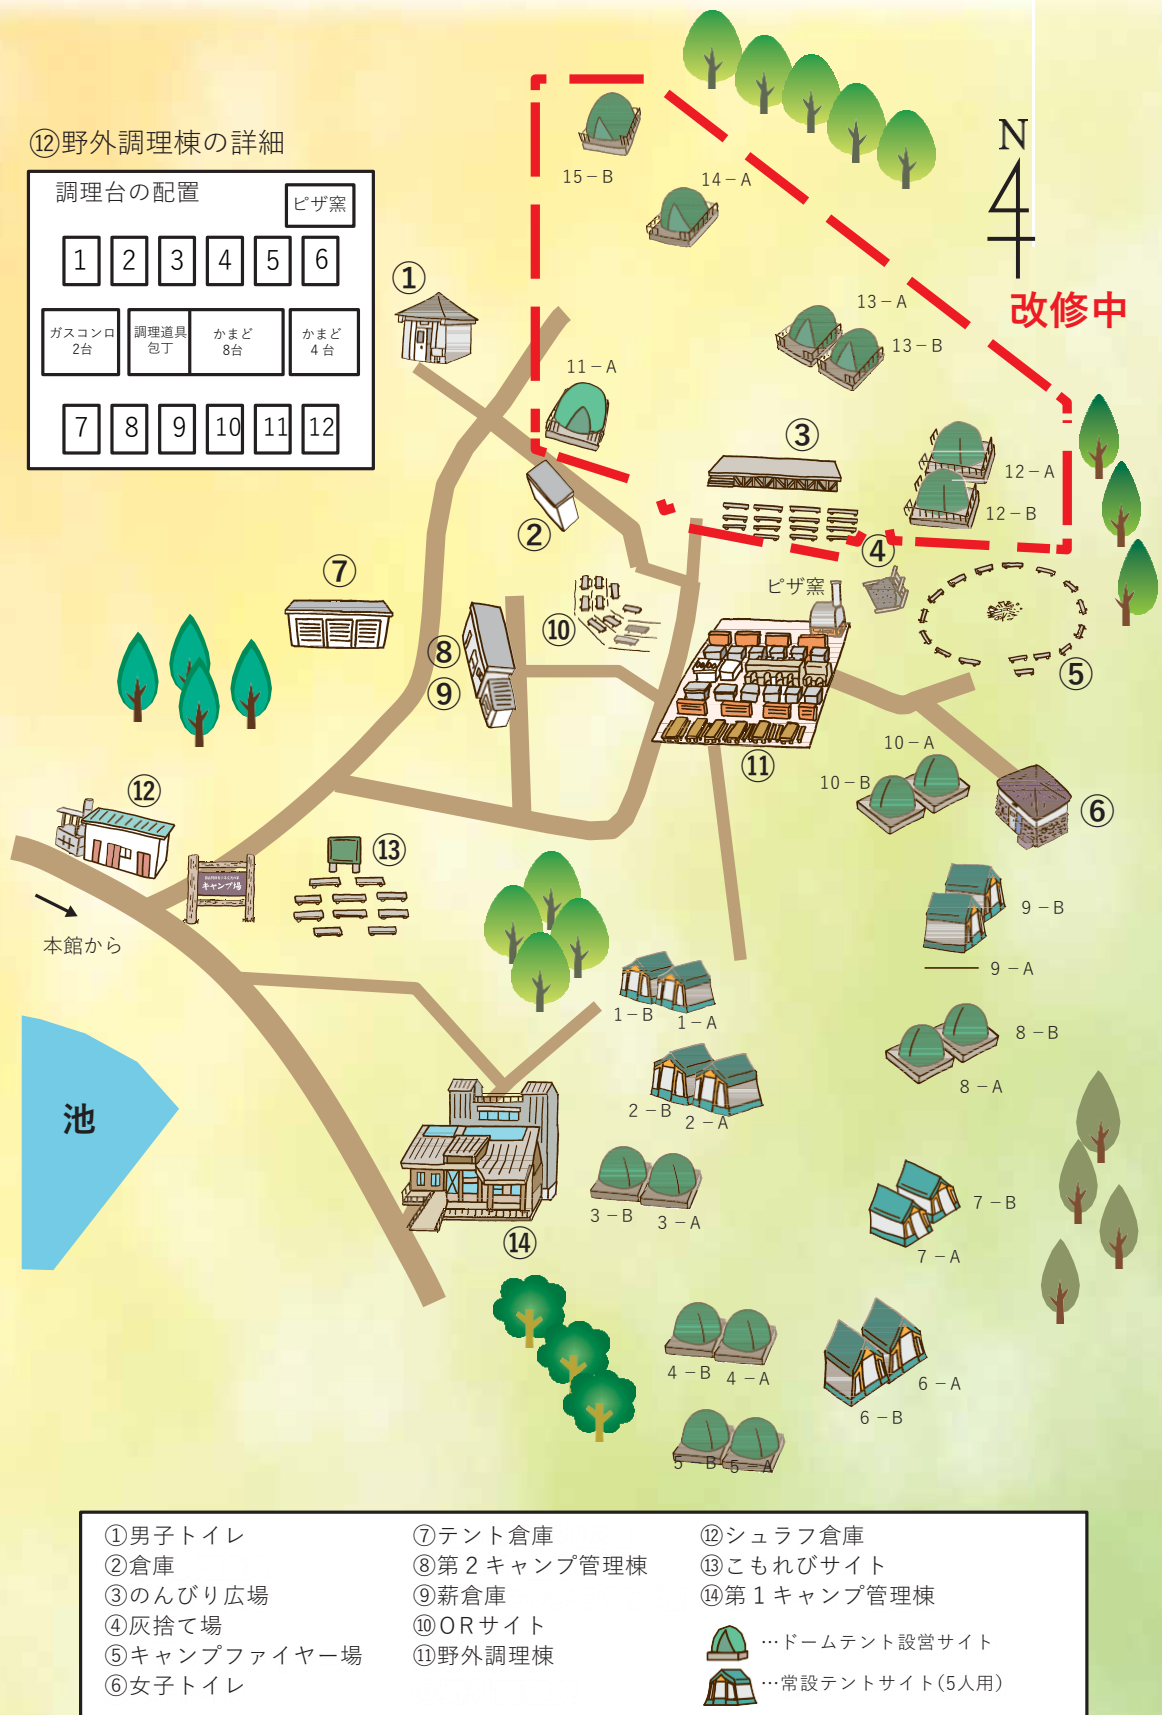 N
改修中
⑫野外調理棟の詳細
調理台の配置
ピザ窯
1 2 3 4 5 6
ガスコンロ
2台
調理道具
包丁
かまど
8台
かまど
4台
7 8 9 10 11 12
15-B
14-A
①
13-A
13-B
11-A
③
12-A
12-B
②
④
⑦
ピザ窯
⑩
⑧
⑨
⑤
⑪
10-A
10-B
⑥
⑫
⑬
キャンプ場
本館から
9-B
9-A
1-B
1-A
8-B
8-A
池
2-B
2-A
7-B
7-A
3-B
3-A
⑭
4-B
4-A
6-A
6-B
5-B
5-A
①男子トイレ
②倉庫
③のんびり広場
④灰捨て場
⑤キャンプファイヤー場
⑥女子トイレ
⑦テント倉庫
⑧第2キャンプ管理棟
⑨薪倉庫
⑩ORサイト
⑪野外調理棟
⑫シュラフ倉庫
⑬こもれびサイト
⑭第1キャンプ管理棟
…ドームテント設営サイト
…常設テントサイト(5人用)